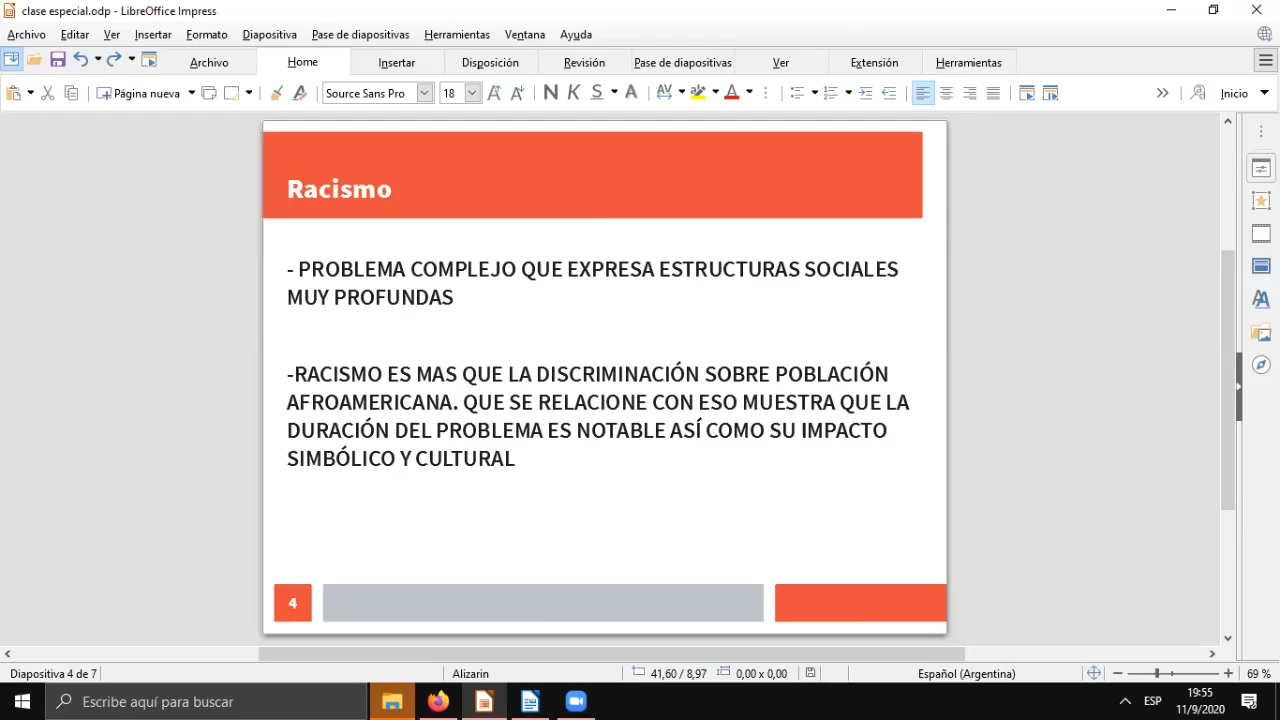 clase especial.odp - LibreOffice Impress
Archivo Editar Ver Insertar Formato Diapositiva Pase de diapositivas Herramientas Ventana Ayuda
Archivo Home Insertar Disposición Revisión Pase de diapositivas Ver Extensión Herramientas
Página nueva Source Sans Pro 18 N K S A Inicio
Racismo
- PROBLEMA COMPLEJO QUE EXPRESA ESTRUCTURAS SOCIALES
MUY PROFUNDAS
-RACISMO ES MAS QUE LA DISCRIMINACIÓN SOBRE POBLACIÓN
AFROAMERICANA. QUE SE RELACIONE CON ESO MUESTRA QUE LA
DURACIÓN DEL PROBLEMA ES NOTABLE ASÍ COMO SU IMPACTO
SIMBÓLICO Y CULTURAL
4
Diapositiva 4 de 7 Alizarin 41,60 / 8,97 0,00 x 0,00 Español (Argentina) 69 %
Escribe aquí para buscar ESP 19:55
11/9/2020